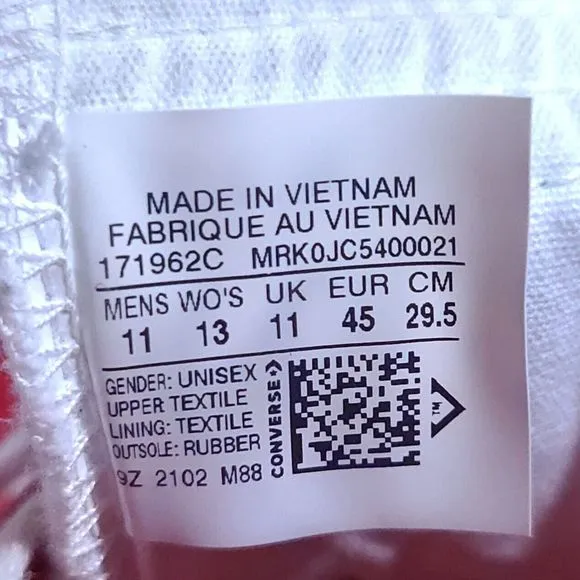 MADE IN VIETNAM
FABRIQUE AU VIETNAM
171962C MRK0JC5400021
MENS WO'S UK EUR CM
11 13 11 45 29.5
GENDER: UNISEX
UPPER TEXTILE
LINING: TEXTILE
OUTSOLE: RUBBER
9Z 2102 M88
CONVERSE
™